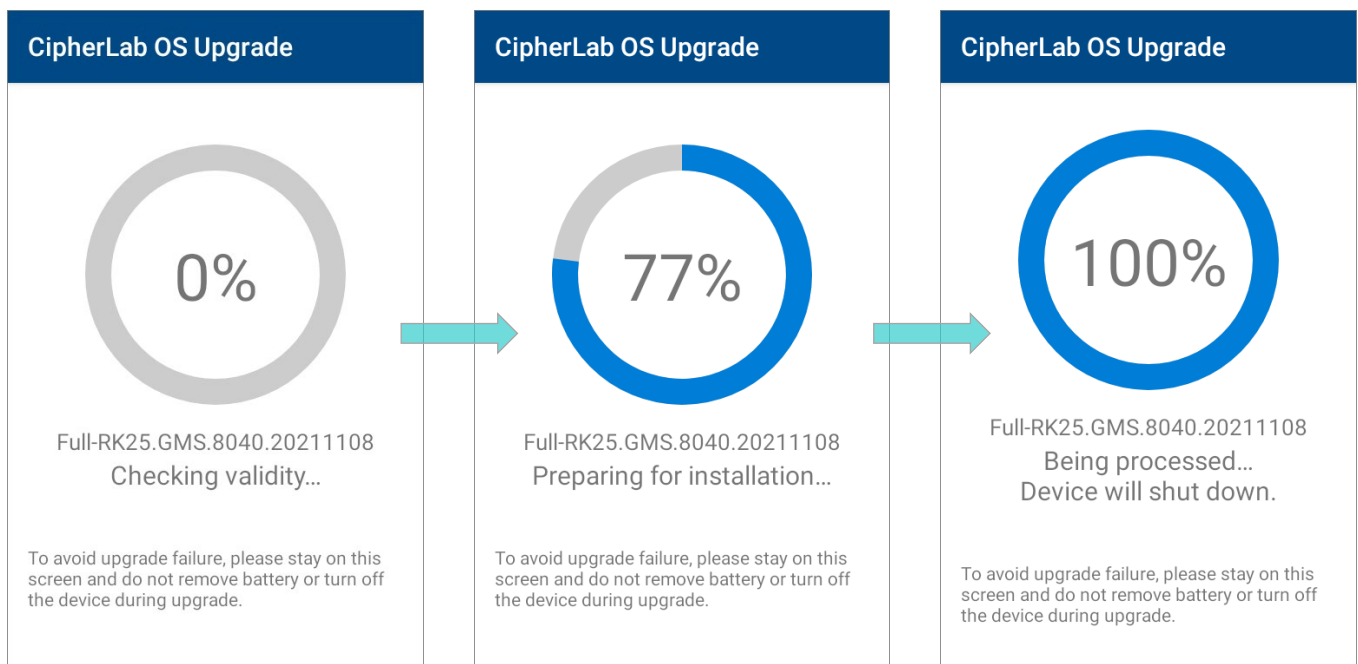 CipherLab OS Upgrade
0%
Full-RK25.GMS.8040.20211108
Checking validity...
To avoid upgrade failure, please stay on this
screen and do not remove battery or turn off
the device during upgrade.
CipherLab OS Upgrade
77%
Full-RK25.GMS.8040.20211108
Preparing for installation...
To avoid upgrade failure, please stay on this
screen and do not remove battery or turn off
the device during upgrade.
CipherLab OS Upgrade
100%
Full-RK25.GMS.8040.20211108
Being processed...
Device will shut down.
To avoid upgrade failure, please stay on this
screen and do not remove battery or turn off
the device during upgrade.